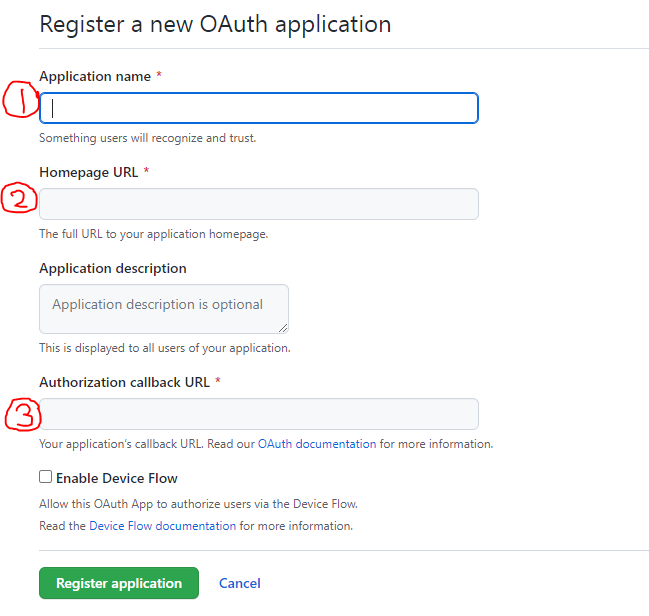 Register a new OAuth application
Application name *
1
Something users will recognize and trust.
Homepage URL *
2
The full URL to your application homepage.
Application description
Application description is optional
This is displayed to all users of your application.
Authorization callback URL *
3
Your application's callback URL. Read our OAuth documentation for more information.
Enable Device Flow
Allow this OAuth App to authorize users via the Device Flow.
Read the Device Flow documentation for more information.
Register application Cancel